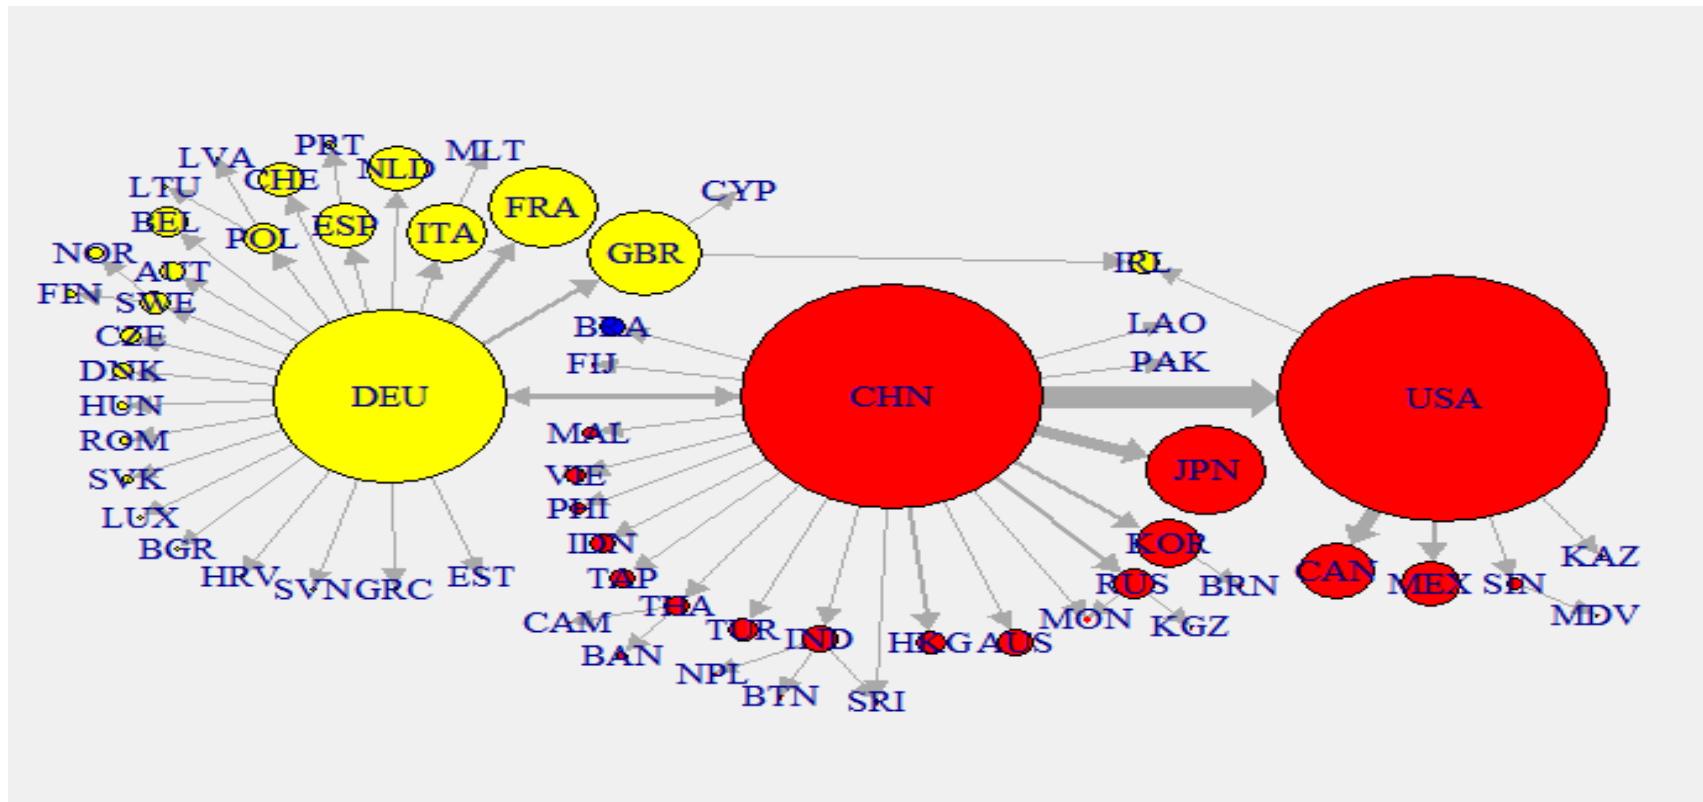 PRT
MLT
LVA
CHE
NLD
LTU
CYP
FRA
BEL
ESP
ITA
POL
NOR
GBR
AUT
IRL
FIN
SWE
BRA
LAO
CZE
FIJ
PAK
DNK
DEU
CHN
USA
HUN
MAL
ROM
JPN
VIE
SVK
PHI
LUX
IDN
KOR
BGR
KAZ
HRV
SVN
GRC
EST
TAP
CAN
MEX
SIN
RUS
BRN
THA
MDV
CAM
TUR
IND
HKG
AUS
MON
KGZ
BAN
NPL
BTN
SRI